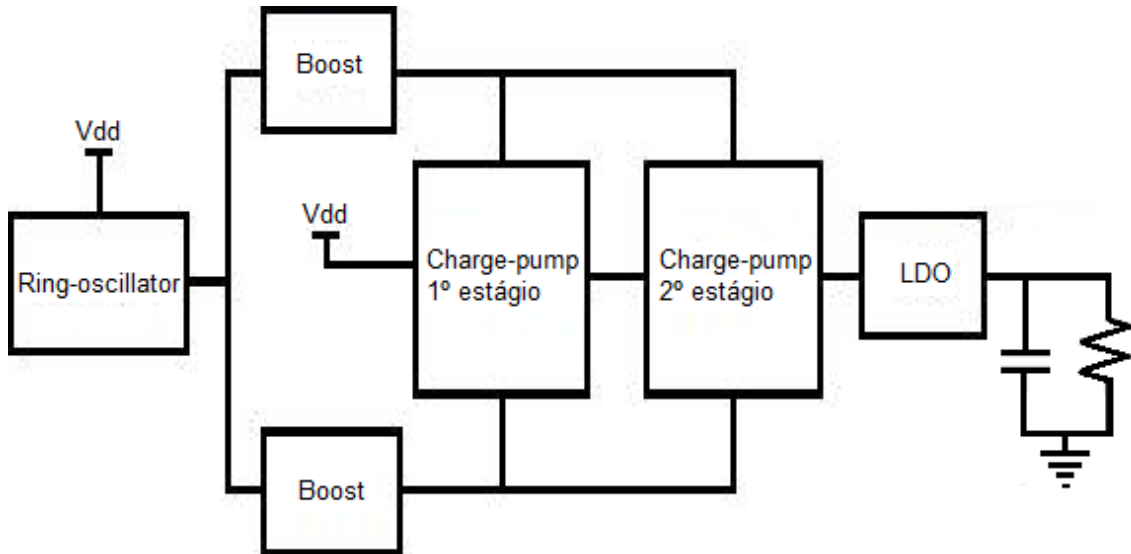 Boost
Vdd
Ring-oscillator
Vdd
Charge-pump
1º estágio
Charge-pump
2º estágio
LDO
Boost